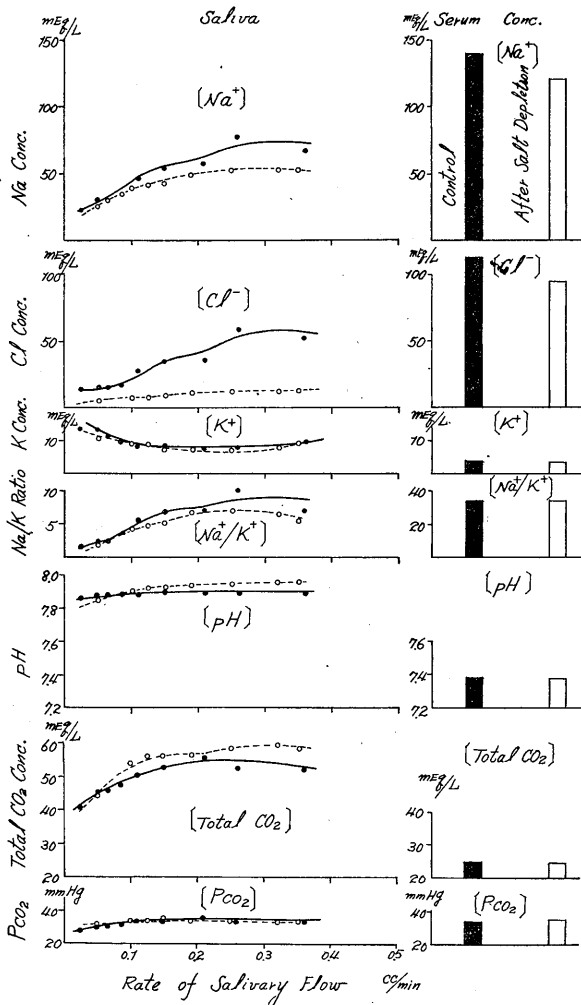 Saliva
mEq/L Serum Conc.
mEq/L
150
100
50
Na Conc.
[Na⁺]
150
100
50
[Na⁺]
Control
After Salt Depletion
mEq/L
100
50
Cl Conc.
[Cl⁻]
mEq/L
100
50
[Cl⁻]
mEq/L
10
K Conc.
[K⁺]
mEq/L
10
[K⁺]
10
5
Na/K Ratio
[Na⁺/K⁺]
40
20
[Na⁺/K⁺]
8.0
7.8
7.6
7.4
7.2
pH
[pH]
[pH]
7.6
7.4
7.2
mEq/L
60
50
40
30
20
Total CO₂ Conc.
[Total CO₂]
[Total CO₂]
mEq/L
40
30
20
mmHg
40
20
PCO₂
[PCO₂]
mmHg
40
20
[PCO₂]
0 0.1 0.2 0.3 0.4 0.5
Rate of Salivary Flow cc/min